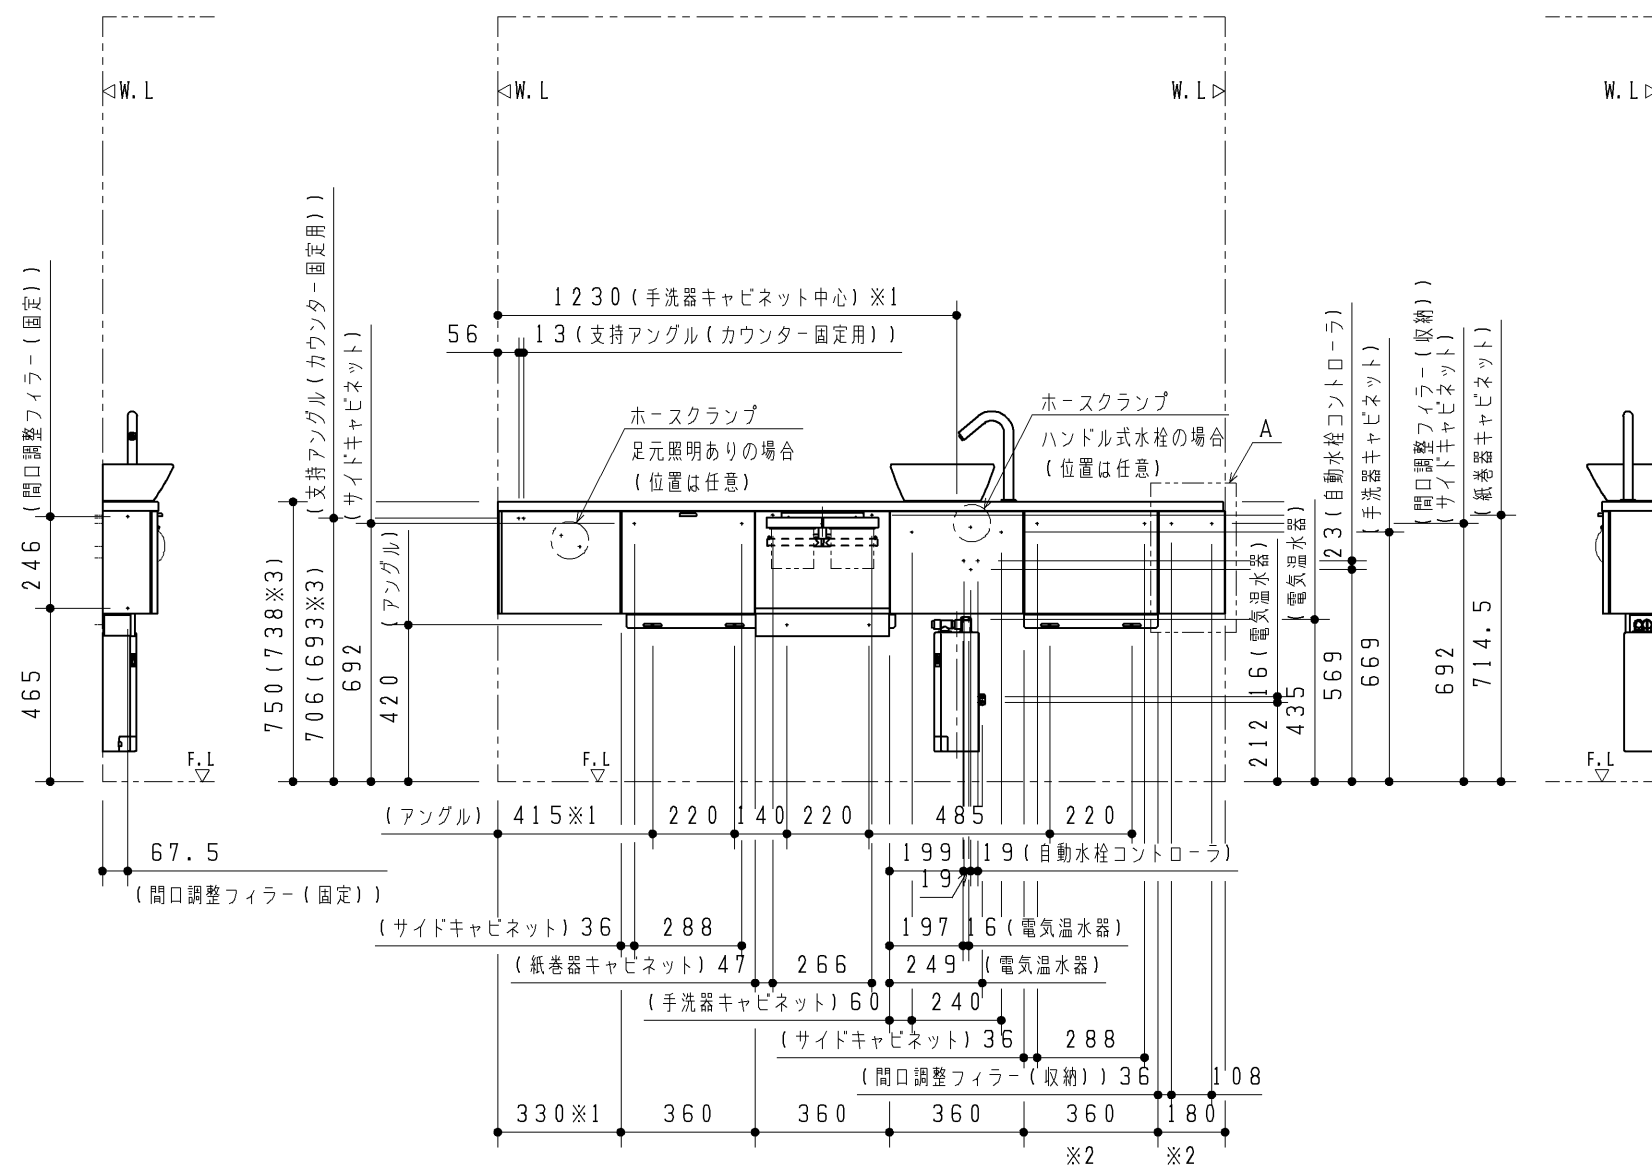 W.L
W.L
W.L
W.L
1230(手洗器キャビネット中心)※1
56
13(支持アングル(カウンター固定用))
ホースクランプ
足元照明ありの場合
(位置は任意)
ホースクランプ
ハンドル式水栓の場合
(位置は任意)
A
(間口調整フィラー(固定))
246
465
750(738※3)
(支持アングル(カウンター固定用))
706(693※3)
(サイドキャビネット)
692
(アングル)
420
212
16(電気温水器)
(電気温水器)
435
23(自動水栓コントローラ)
569
(手洗器キャビネット)
669
(間口調整フィラー(収納))
(サイドキャビネット)
692
(紙巻器キャビネット)
714.5
F.L
F.L
F.L
(アングル) 415※1 220 140 220 485 220
67.5
(間口調整フィラー(固定))
199 19(自動水栓コントローラ)
19
(サイドキャビネット)36 288 197 16(電気温水器)
(紙巻器キャビネット)47 266 249 (電気温水器)
(手洗器キャビネット)60 240
(サイドキャビネット)36 288
(間口調整フィラー(収納))36 108
330※1 360 360 360 360 180
※2 ※2